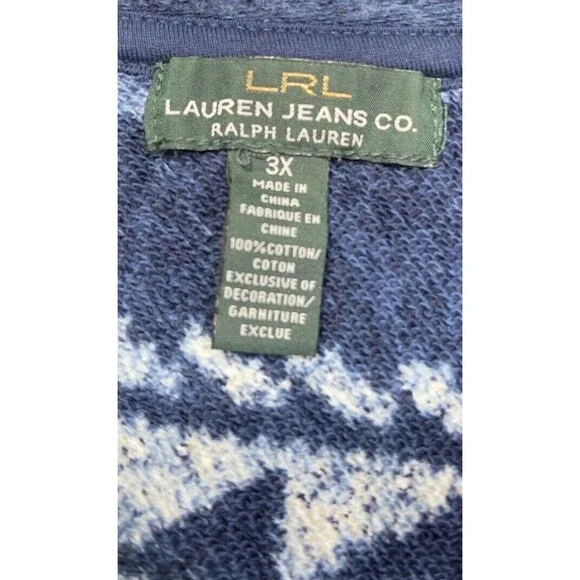 LRL
LAUREN JEANS CO.
RALPH LAUREN
3X
MADE IN
CHINA
FABRIQUE EN
CHINE
100% COTTON/
COTON
EXCLUSIVE OF
DECORATION/
GARNITURE
EXCLUE